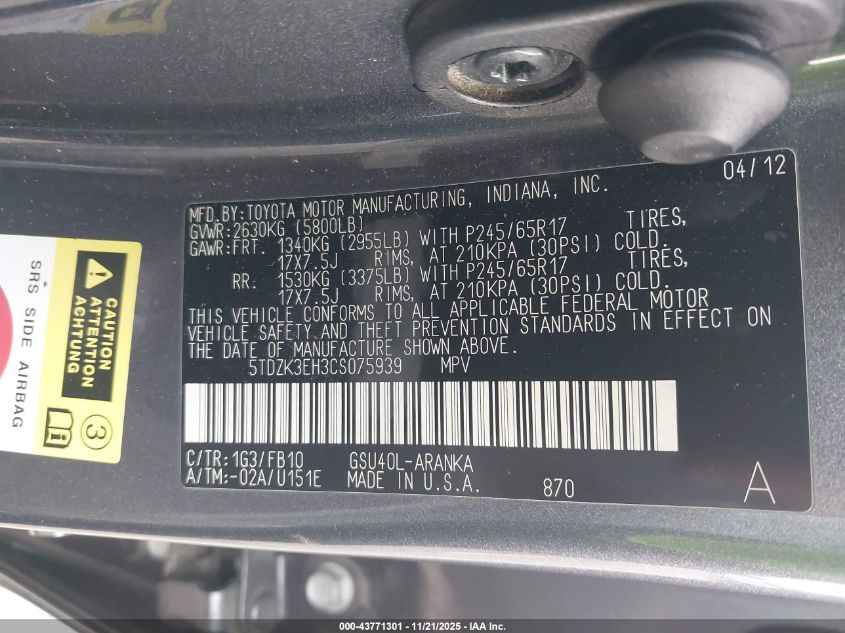 04/12
MFD.BY:TOYOTA MOTOR MANUFACTURING, INDIANA, INC.
GVWR:2630KG (5800LB)
GAWR:FRT. 1340KG (2955LB) WITH P245/65R17 TIRES,
17X7.5J RIMS, AT 210KPA (30PSI) COLD.
RR. 1530KG (3375LB) WITH P245/65R17 TIRES,
17X7.5J RIMS, AT 210KPA (30PSI) COLD.
THIS VEHICLE CONFORMS TO ALL APPLICABLE FEDERAL MOTOR
VEHICLE SAFETY AND THEFT PREVENTION STANDARDS IN EFFECT ON
THE DATE OF MANUFACTURE SHOWN ABOVE.
5TDZK3EH3CS075939 MPV
C/TR:1G3/FB10 GSU40L-ARANKA
A/TM:-02A/U151E MADE IN U.S.A. 870 A
SRS SIDE AIRBAG
CAUTION
ATTENTION
ACHTUNG
3
000-43771301 | 11/21/2025 - IAA Inc.